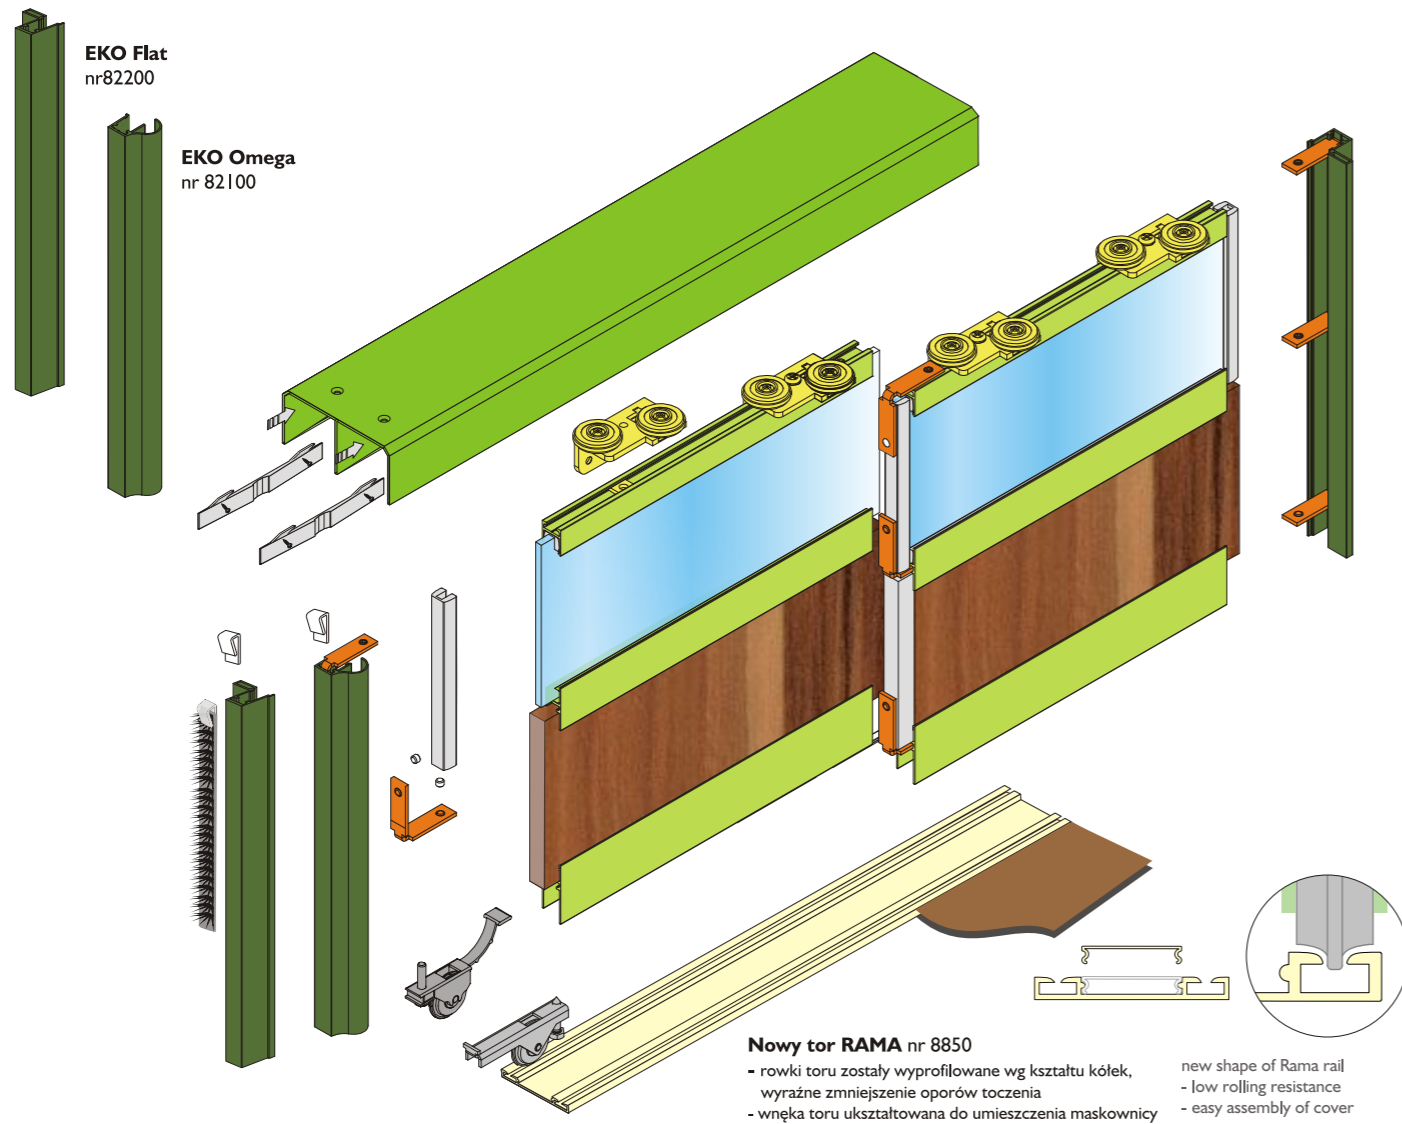 EKO Flat
nr82200
EKO Omega
nr 82100
Nowy tor RAMA nr 8850
- rowki toru zostały wyprofilowane wg kształtu kółek,
wyraźne zmniejszenie oporów toczenia
- wnęka toru ukształtowana do umieszczenia maskownicy
new shape of Rama rail
- low rolling resistance
- easy assembly of cover